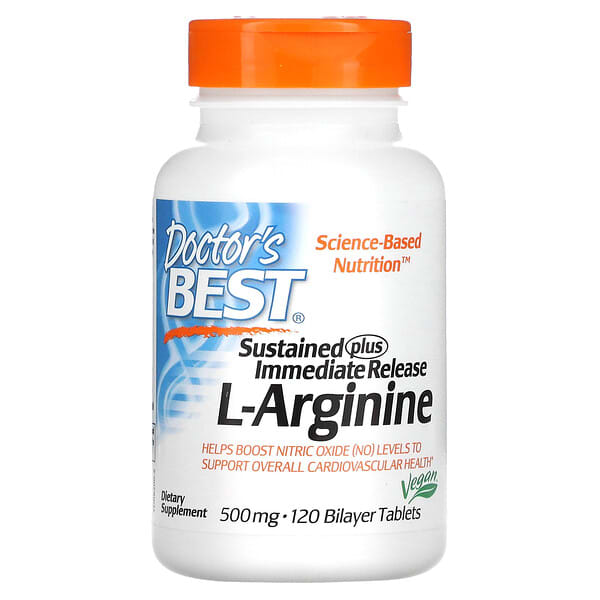 Doctor's
BEST®
Science-Based
Nutrition™
Sustained plus
Immediate Release
L-Arginine
HELPS BOOST NITRIC OXIDE (NO) LEVELS TO
SUPPORT OVERALL CARDIOVASCULAR HEALTH*
Vegan
Dietary
Supplement
500 mg • 120 Bilayer Tablets